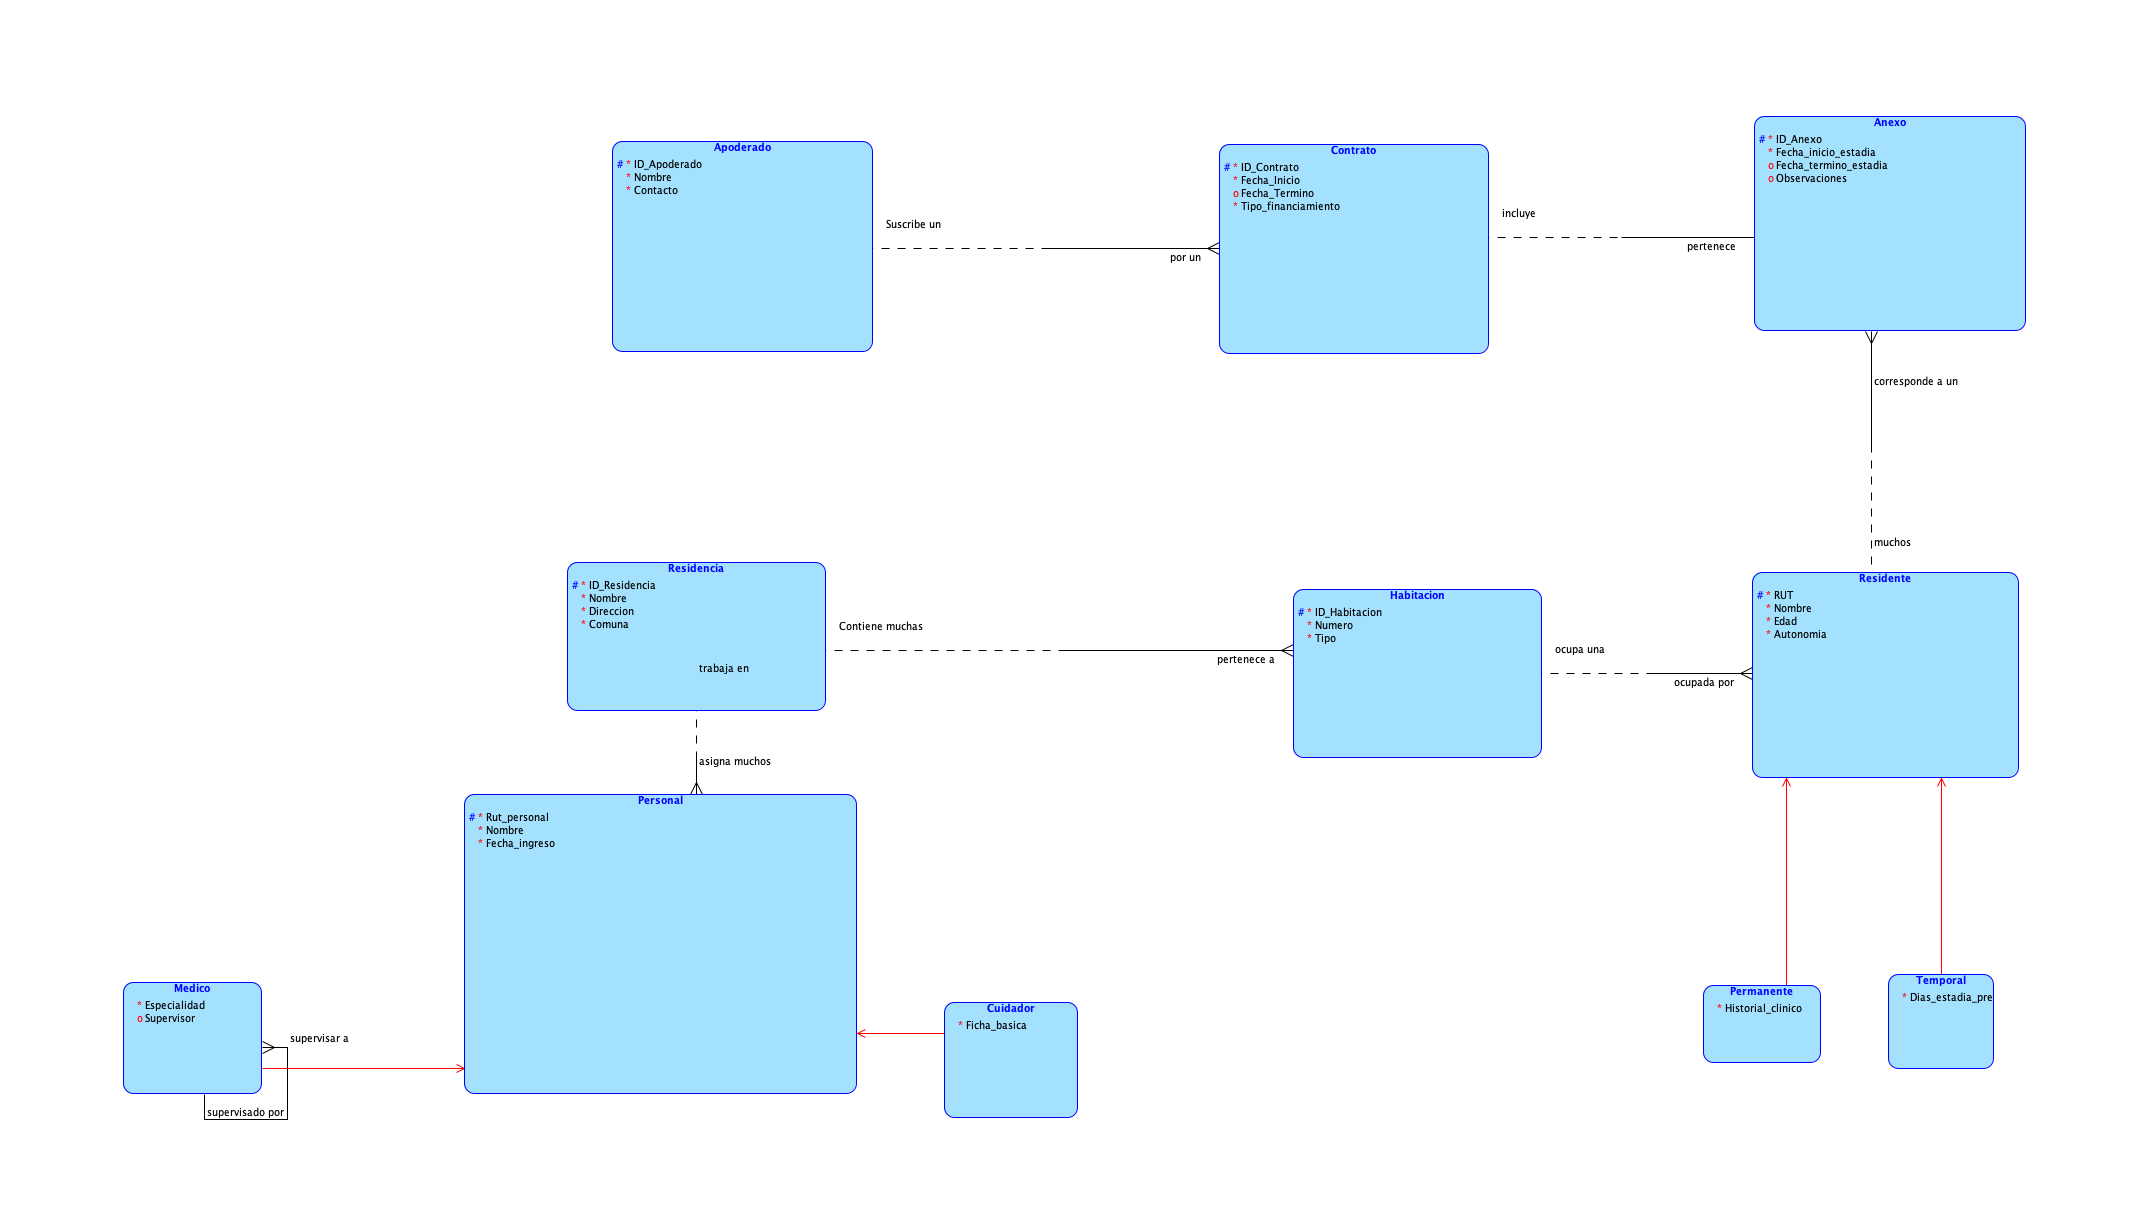 Apoderado
# * ID_Apoderado
* Nombre
* Contacto
Suscribe un
por un
Contrato
# * ID_Contrato
* Fecha_Inicio
o Fecha_Termino
* Tipo_financiamiento
incluye
pertenece
Anexo
# * ID_Anexo
* Fecha_inicio_estadia
o Fecha_termino_estadia
o Observaciones
corresponde a un
muchos
Residencia
# * ID_Residencia
* Nombre
* Direccion
* Comuna
trabaja en
Contiene muchas
pertenece a
Habitacion
# * ID_Habitacion
* Numero
* Tipo
ocupa una
ocupada por
Residente
# * RUT
* Nombre
* Edad
* Autonomia
asigna muchos
Personal
# * Rut_personal
* Nombre
* Fecha_ingreso
Medico
* Especialidad
o Supervisor
supervisar a
supervisado por
Cuidador
* Ficha_basica
Permanente
* Historial_clinico
Temporal
* Dias_estadia_pre